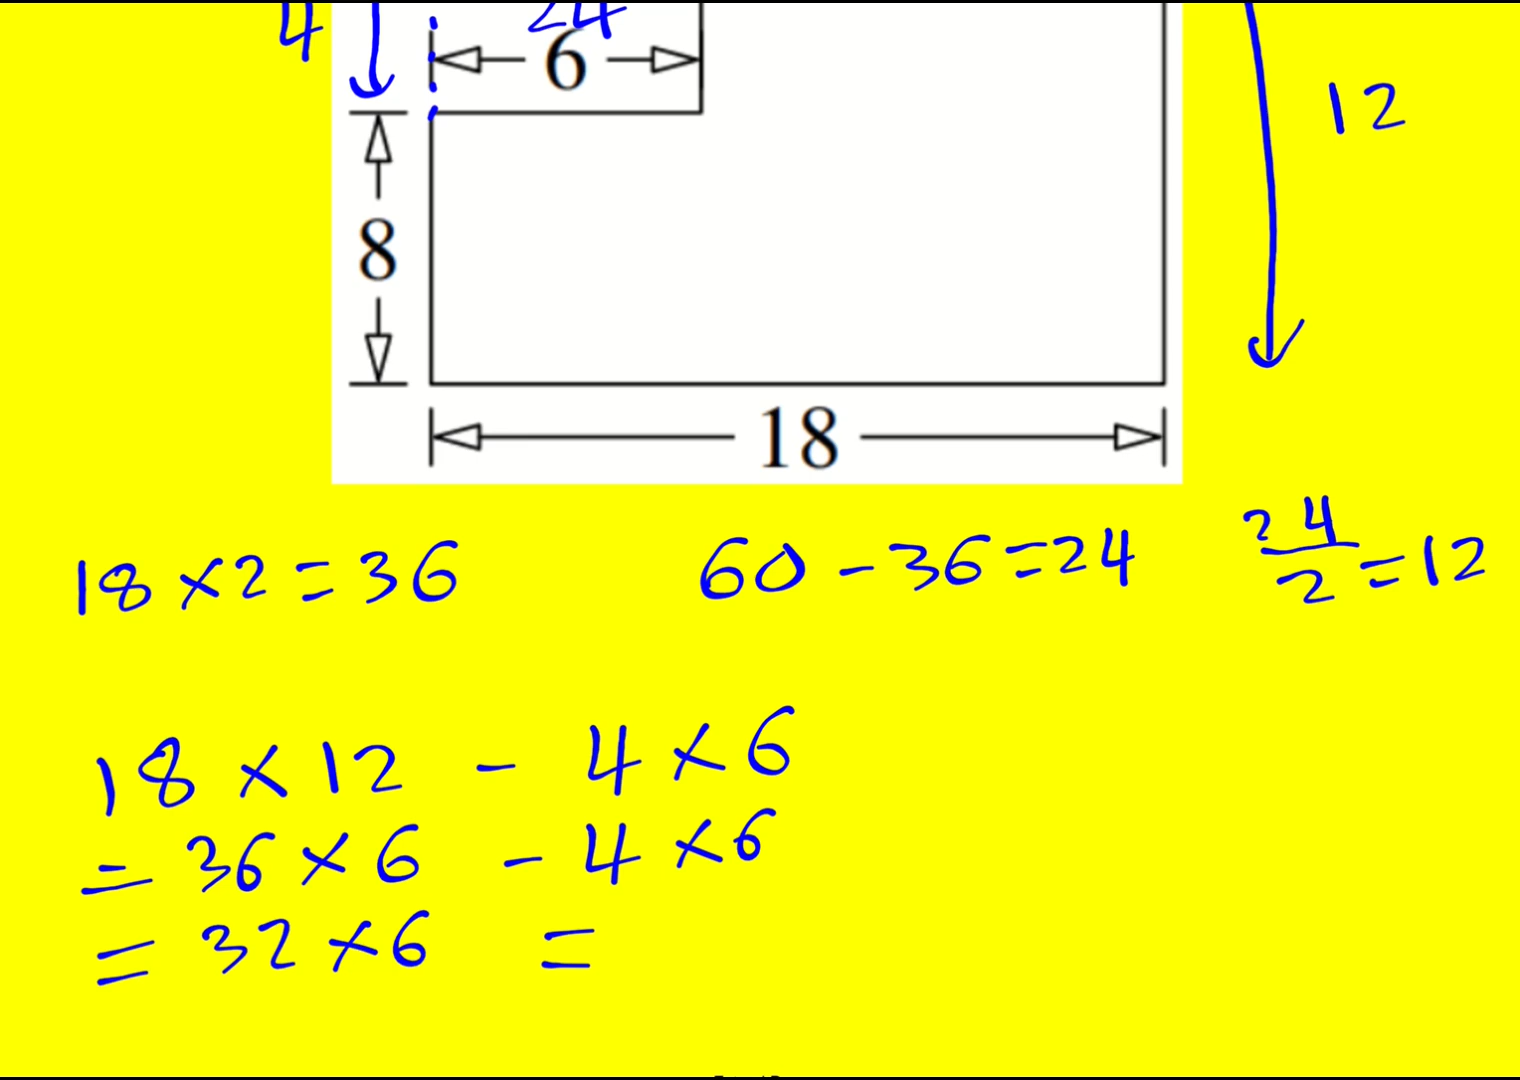 4
24
6
12
8
18
18 × 2 = 36 60 - 36 = 24 24/2 = 12
18 × 12 - 4 × 6
= 36 × 6 - 4 × 6
= 32 × 6 =